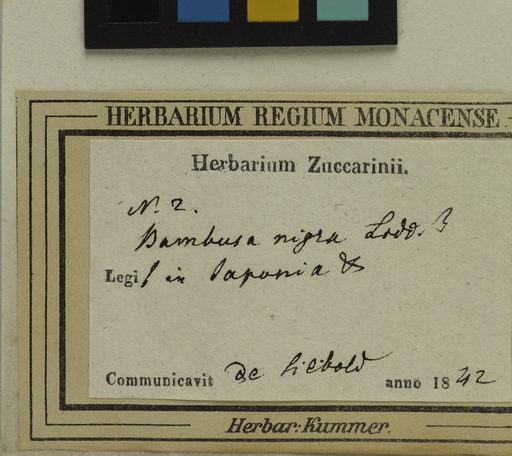 HERBARIUM REGIUM MONACENSE
Herbarium Zuccarinii.
N. 2.
Bambusa nigra Lodd.
Legi in Japonia
Communicavit de Siebold anno 1842
Herbar: Kummer.